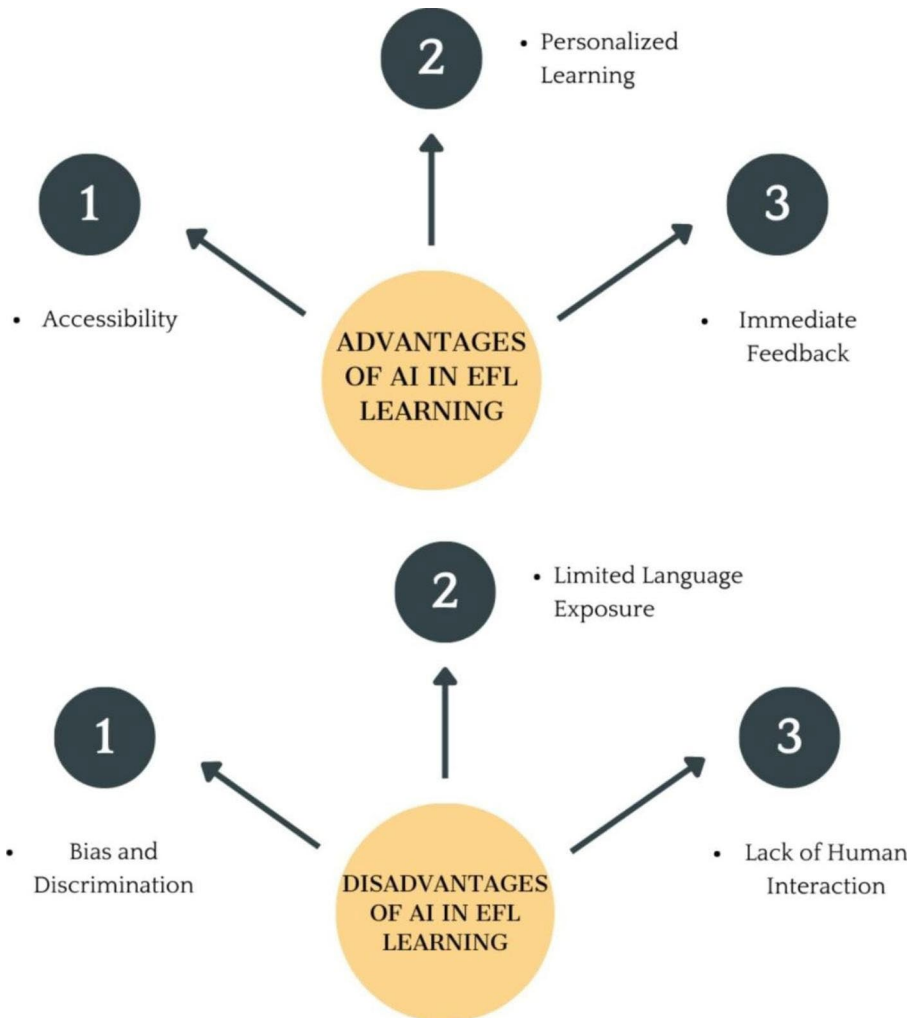 2
• Personalized
Learning
1
3
• Accessibility
• Immediate
Feedback
ADVANTAGES
OF AI IN EFL
LEARNING
2
• Limited Language
Exposure
1
3
• Bias and
Discrimination
• Lack of Human
Interaction
DISADVANTAGES
OF AI IN EFL
LEARNING